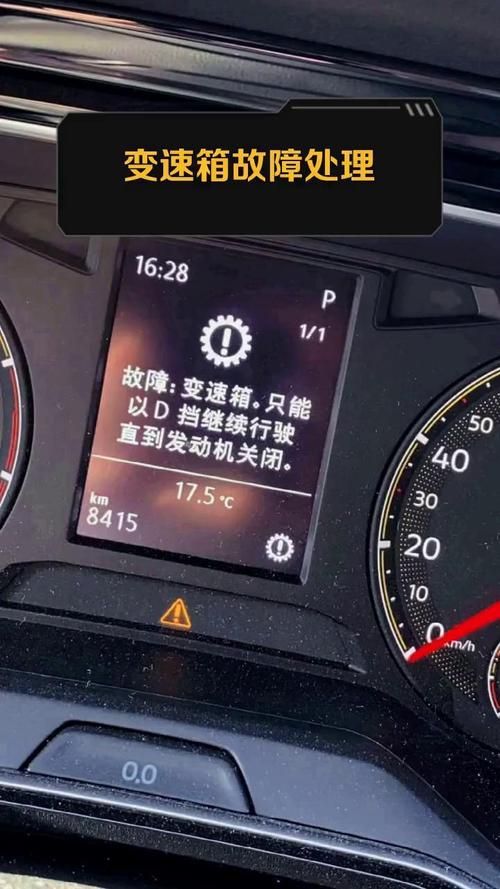 变速箱故障处理
16:28
P
1/1
故障：变速箱。只能
以 D 挡继续行驶
直到发动机关闭。
17.5 °C
km
8415
50
40
30
20
10
0
km/h
0.0